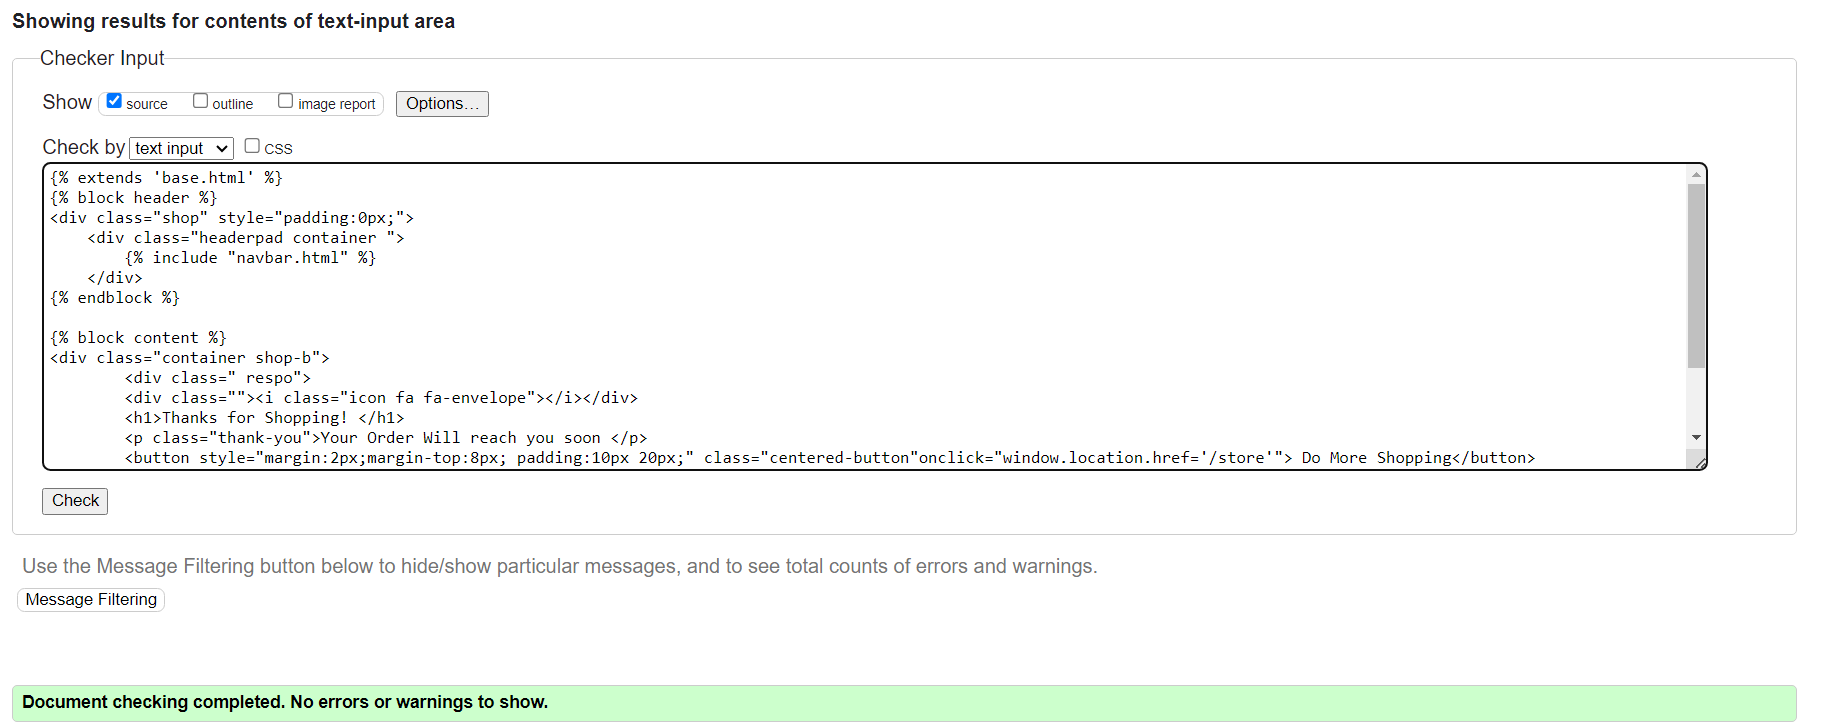 Showing results for contents of text-input area
Checker Input
Show source outline image report Options...
Check by text input CSS
{% extends 'base.html' %}
{% block header %}
<div class="shop" style="padding:0px;">
    <div class="headerpad container ">
        {% include "navbar.html" %}
    </div>
{% endblock %}

{% block content %}
<div class="container shop-b">
        <div class=" respo">
        <div class=""><i class="icon fa fa-envelope"></i></div>
        <h1>Thanks for Shopping! </h1>
        <p class="thank-you">Your Order Will reach you soon </p>
        <button style="margin:2px;margin-top:8px; padding:10px 20px;" class="centered-button"onclick="window.location.href='/store'"> Do More Shopping</button>
Check
Use the Message Filtering button below to hide/show particular messages, and to see total counts of errors and warnings.
Message Filtering
Document checking completed. No errors or warnings to show.